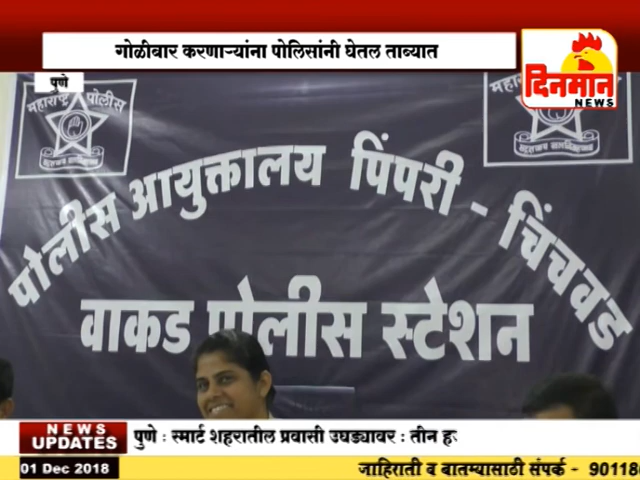 गोळीबार करणाऱ्यांना पोलिसांनी घेतल ताब्यात
दिनमान
NEWS
पुणे
महाराष्ट्र पोलीस
पोलीस आयुक्तालय पिंपरी - चिंचवड
वाकड पोलीस स्टेशन
NEWS
UPDATES
पुणे : स्मार्ट शहरातील प्रवासी उघड्यावर : तीन
01 Dec 2018
जाहिराती व बातम्यासाठी संपर्क - 90118